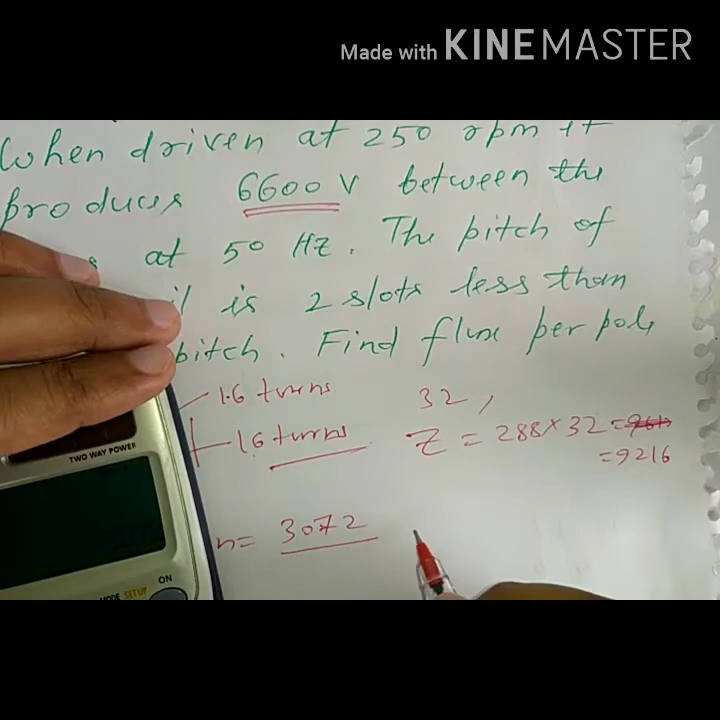 Made with KINEMASTER
When driven at 250 rpm it
produces 6600 V between the
at 50 Hz. The pitch of
is 2 slots less than
pitch. Find flux per pole
16 turns
32,
16 turns
Z = 288×32 =
= 9216
TWO WAY POWER
= 3072
ON
MODE SETUP